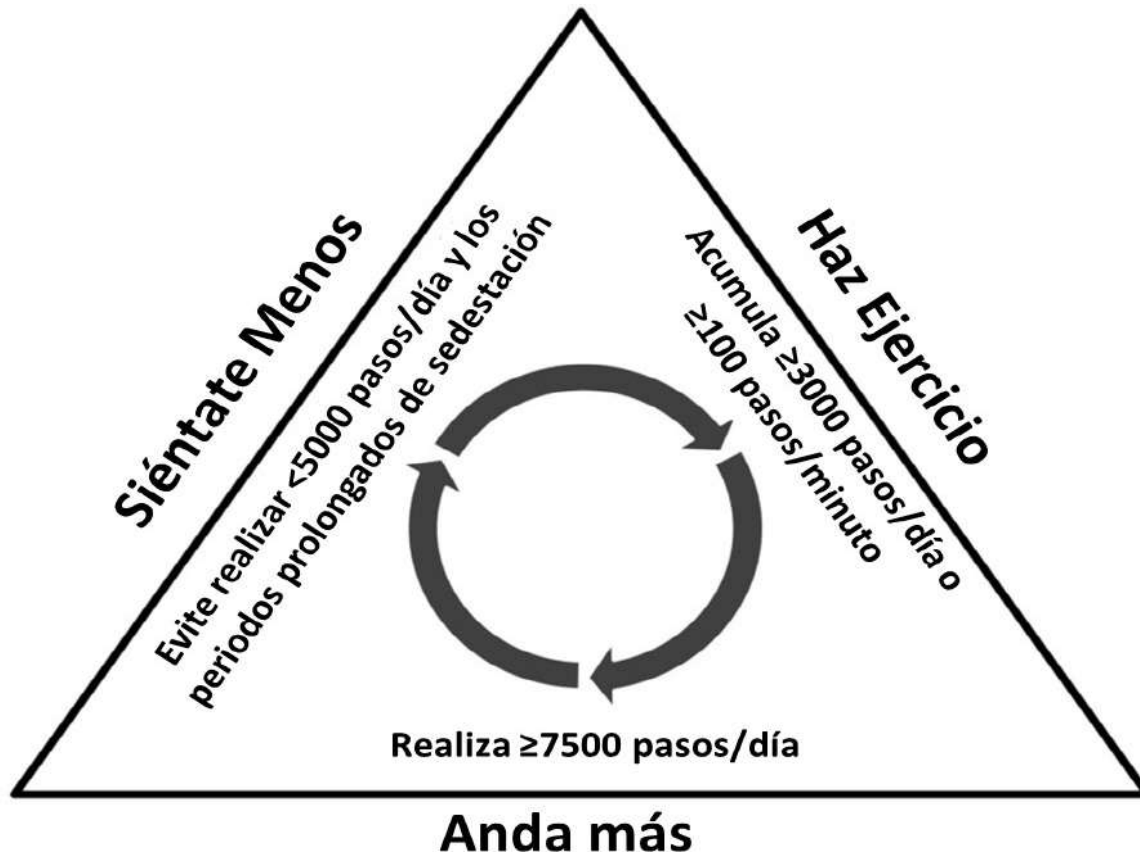 Siéntate Menos
Evite realizar <5000 pasos/día y los
periodos prolongados de sedestación
Haz Ejercicio
Acumula ≥3000 pasos/día o
≥100 pasos/minuto
Realiza ≥7500 pasos/día
Anda más